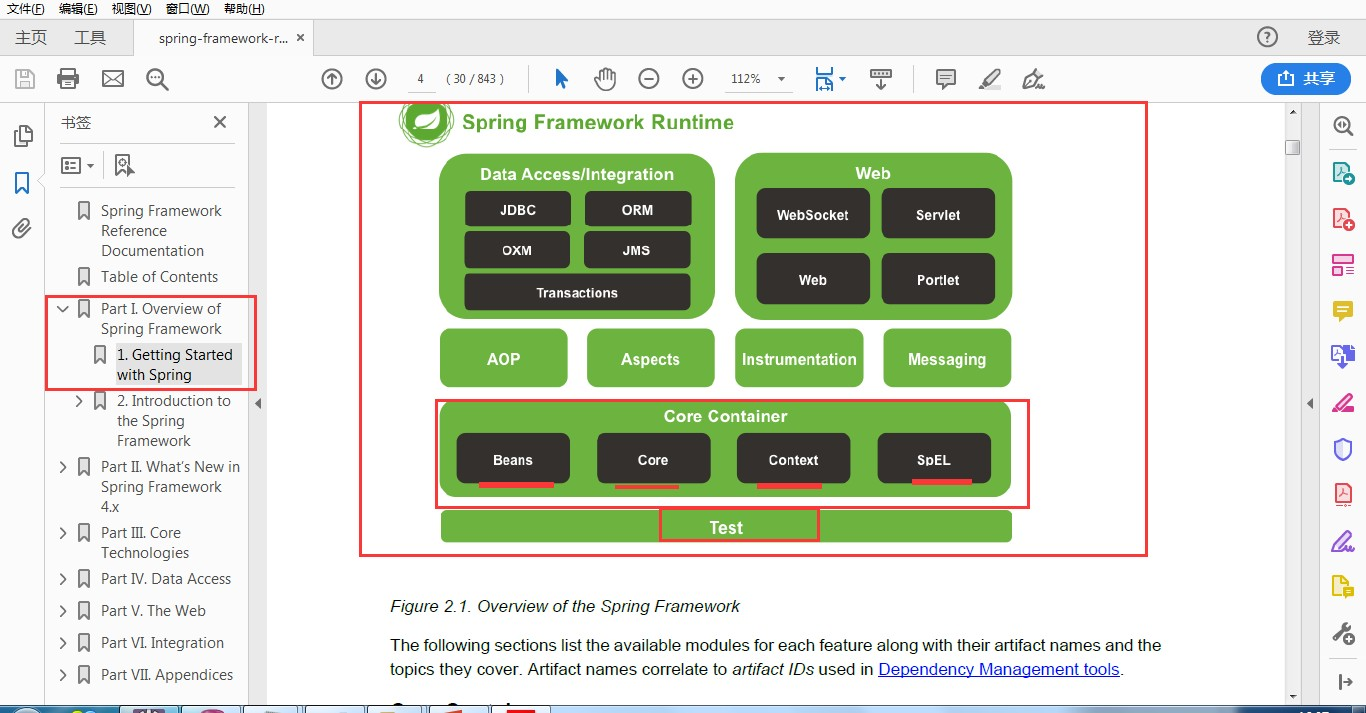 文件(F) 编辑(E) 视图(V) 窗口(W) 帮助(H)
主页 工具 spring-framework-r... × 登录
4 (30 / 843) 112% 共享
书签
Spring Framework
Reference
Documentation
Table of Contents
Part I. Overview of
Spring Framework
1. Getting Started
with Spring
2. Introduction to
the Spring
Framework
Part II. What's New in
Spring Framework
4.x
Part III. Core
Technologies
Part IV. Data Access
Part V. The Web
Part VI. Integration
Part VII. Appendices
Spring Framework Runtime
Data Access/Integration
JDBC ORM
OXM JMS
Transactions
Web
WebSocket Servlet
Web Portlet
AOP Aspects Instrumentation Messaging
Core Container
Beans Core Context SpEL
Test
Figure 2.1. Overview of the Spring Framework
The following sections list the available modules for each feature along with their artifact names and the
topics they cover. Artifact names correlate to artifact IDs used in Dependency Management tools.